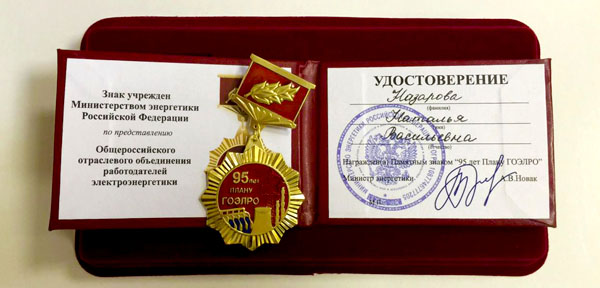 Знак учрежден
Министерством энергетики
Российской Федерации
по представлению
Общероссийского
отраслевого объединения
работодателей
электроэнергетики
95 лет
ПЛАНУ
ГОЭЛРО
УДОСТОВЕРЕНИЕ
Назарова
(фамилия)
Наталья
(имя)
Васильевна
(отчество)
Награжден(а) Памятным знаком "95 лет Плану ГОЭЛРО"
Министр энергетики
А.В.Новак
М.П.